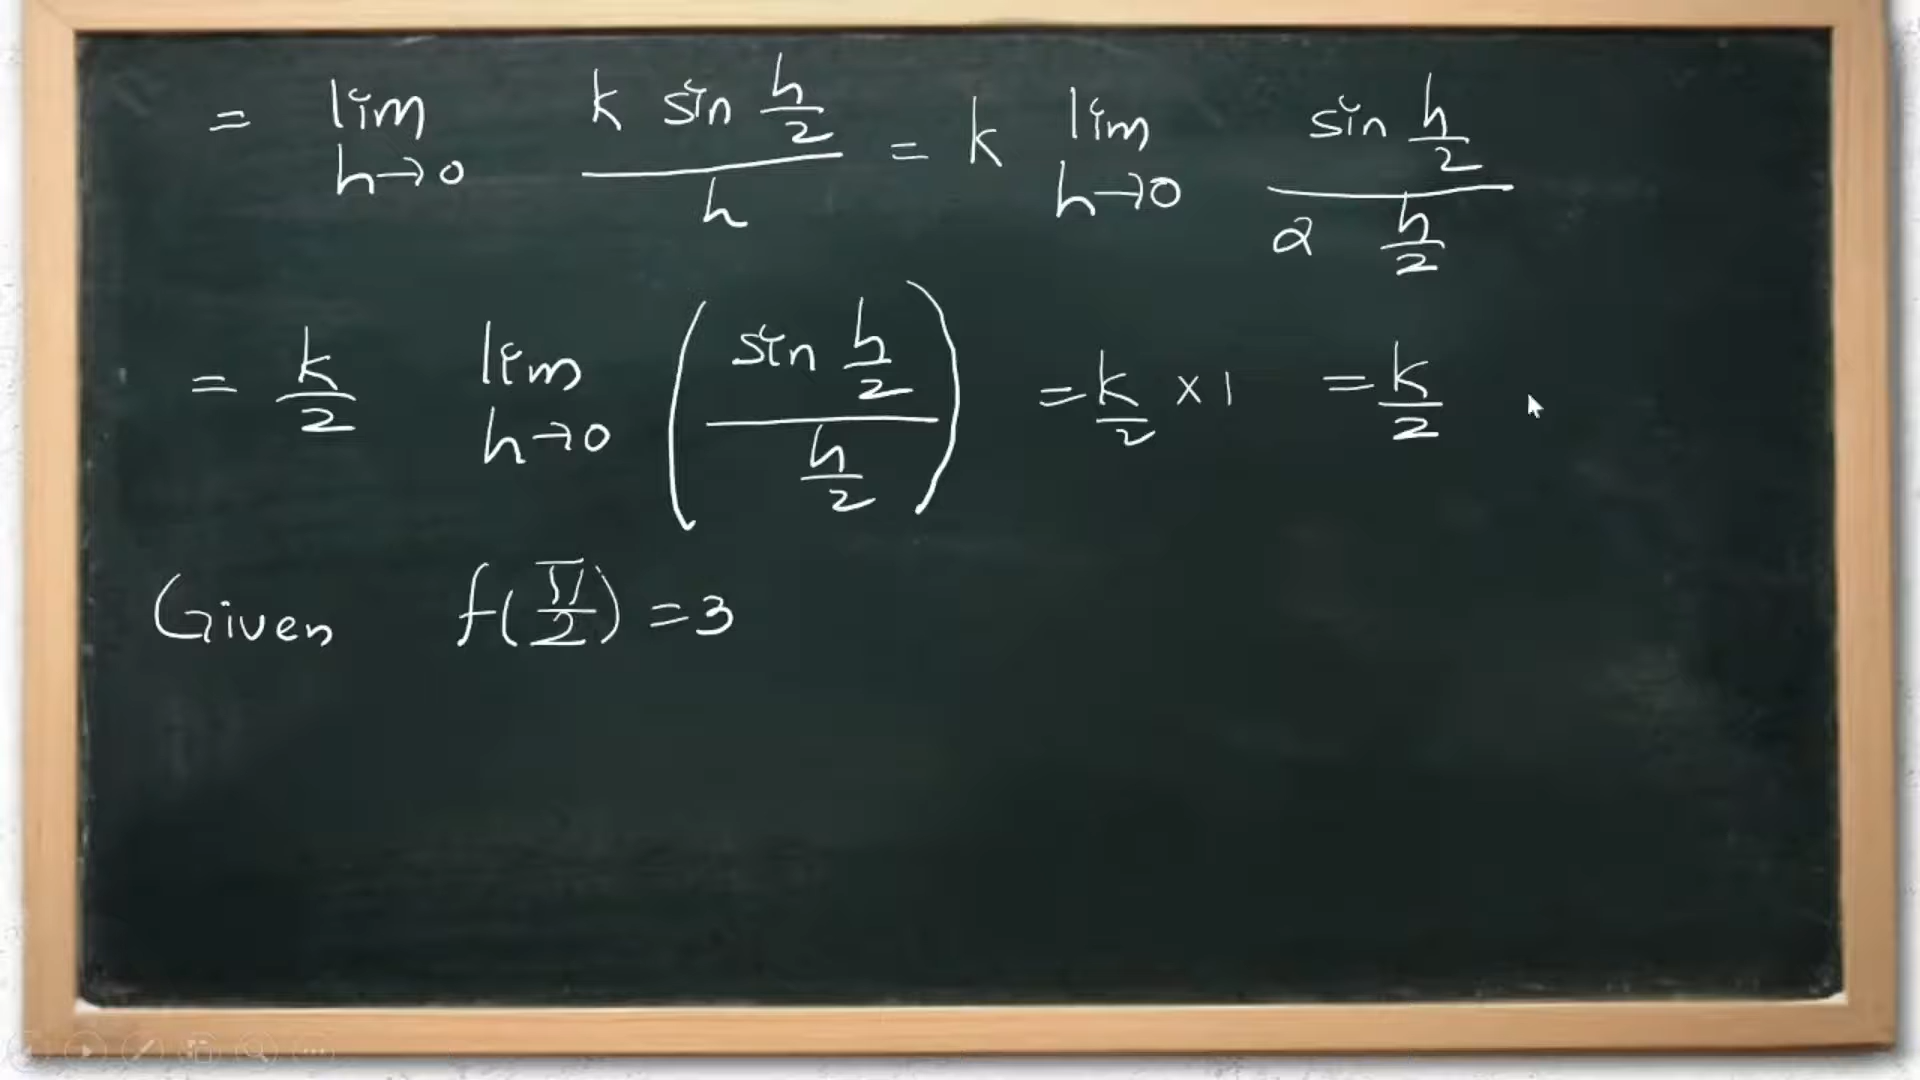 = lim h→0 (k sin h/2)/h = k lim h→0 (sin h/2)/(2 h/2)
= k/2 lim h→0 ((sin h/2)/(h/2)) = k/2 × 1 = k/2
Given f(π/2) = 3